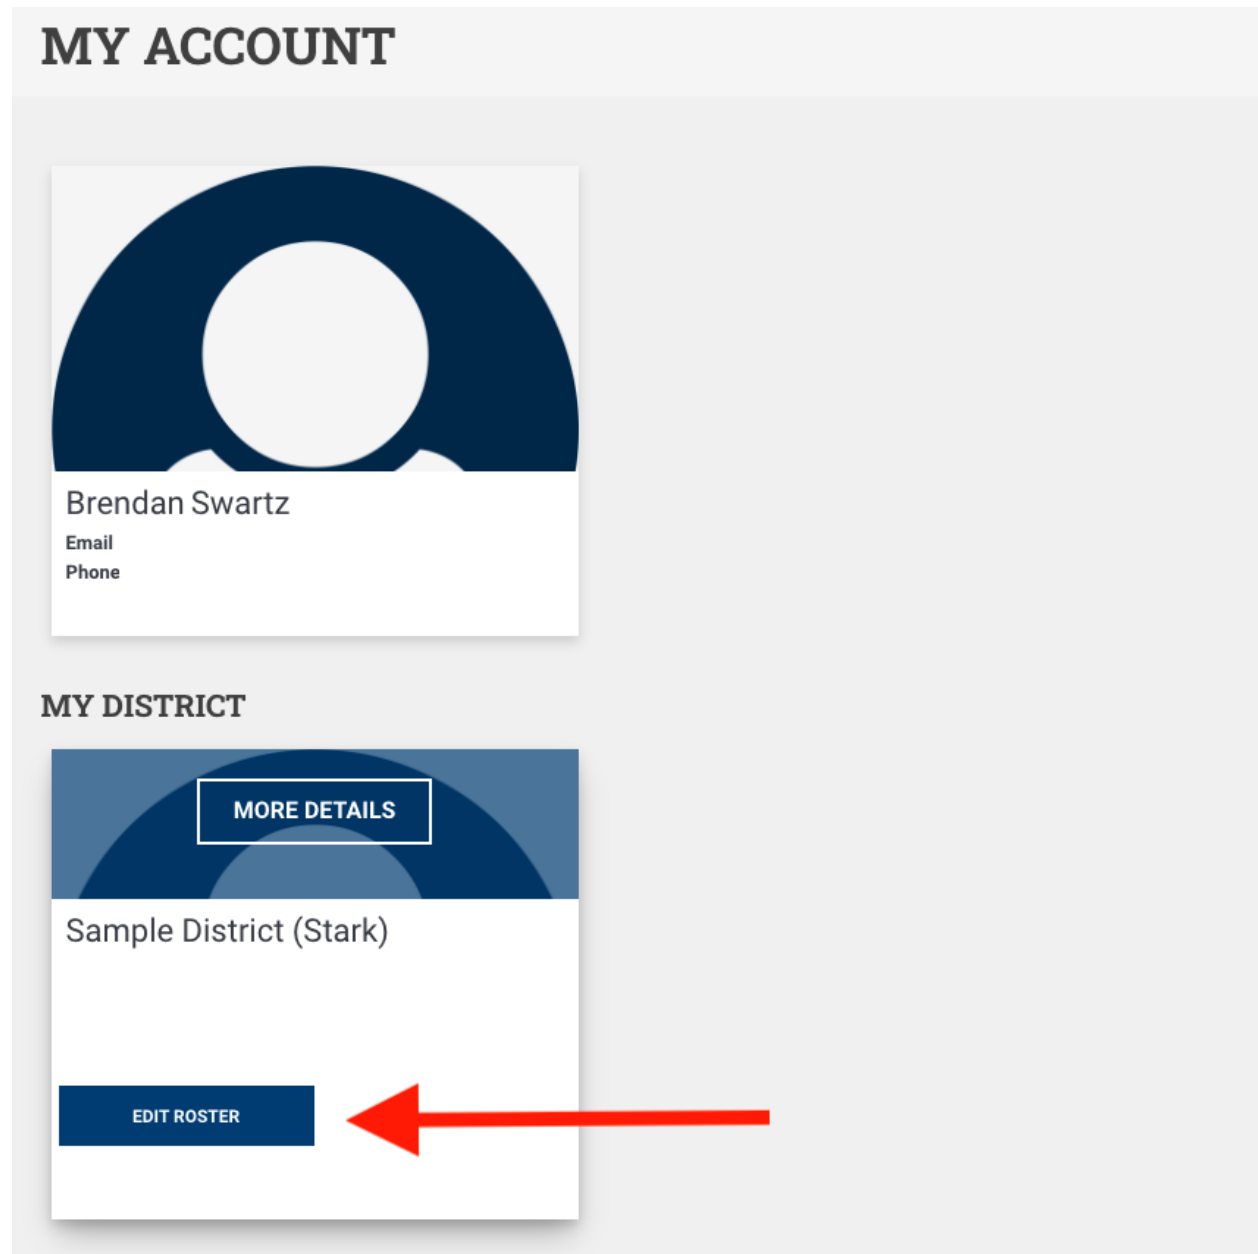 MY ACCOUNT
Brendan Swartz
Email
Phone
MY DISTRICT
MORE DETAILS
Sample District (Stark)
EDIT ROSTER